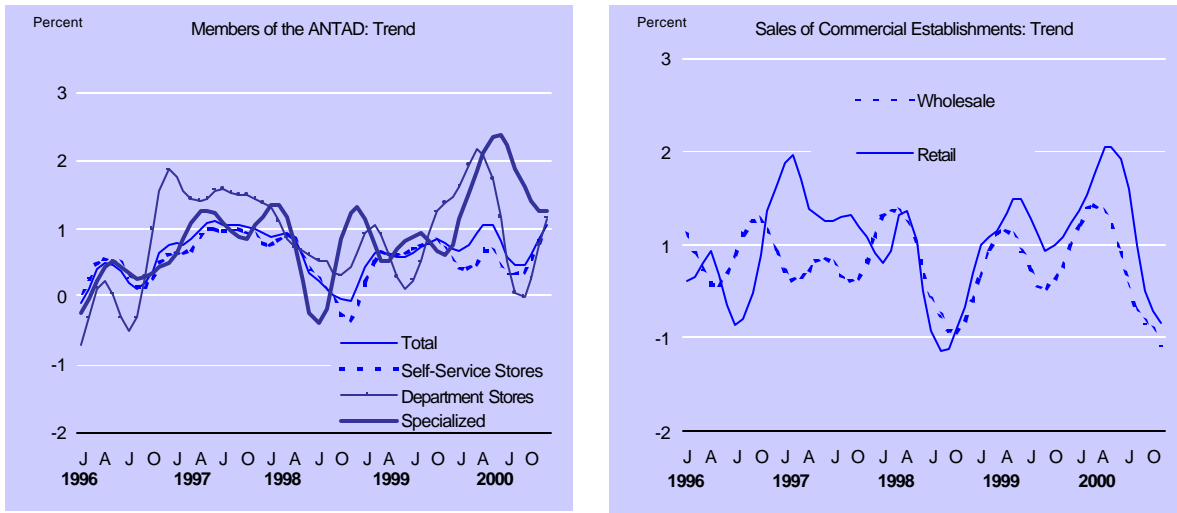 Percent
Members of the ANTAD: Trend
3
2
1
0
-1
-2
Total
Self-Service Stores
Department Stores
Specialized
J A J O J A J O J A J O J A J O J A J O
1996 1997 1998 1999 2000
Percent
Sales of Commercial Establishments: Trend
3
2
1
-1
-2
Wholesale
Retail
J A J O J A J O J A J O J A J O J A J O
1996 1997 1998 1999 2000